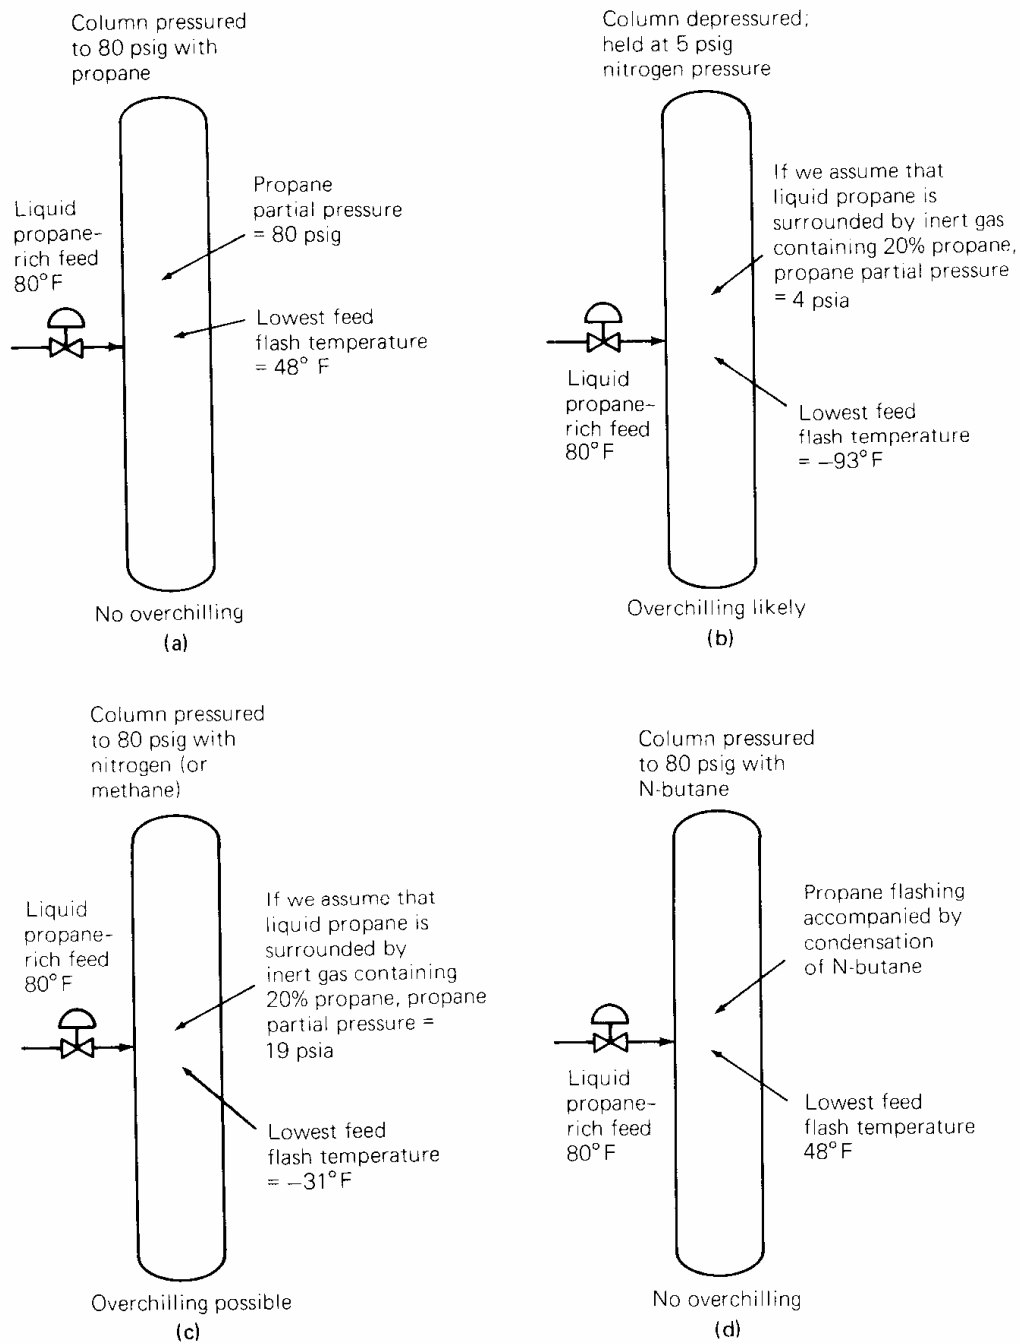 Column pressured
to 80 psig with
propane
Propane
partial pressure
= 80 psig
Liquid
propane-
rich feed
80°F
Lowest feed
flash temperature
= 48° F
No overchilling
(a)
Column depressured;
held at 5 psig
nitrogen pressure
If we assume that
liquid propane is
surrounded by inert gas
containing 20% propane,
propane partial pressure
= 4 psia
Liquid
propane-
rich feed
80°F
Lowest feed
flash temperature
= −93°F
Overchilling likely
(b)
Column pressured
to 80 psig with
nitrogen (or
methane)
Liquid
propane-
rich feed
80°F
If we assume that
liquid propane is
surrounded by
inert gas containing
20% propane, propane
partial pressure =
19 psia
Lowest feed
flash temperature
= −31°F
Overchilling possible
(c)
Column pressured
to 80 psig with
N-butane
Propane flashing
accompanied by
condensation
of N-butane
Liquid
propane-
rich feed
80°F
Lowest feed
flash temperature
48°F
No overchilling
(d)